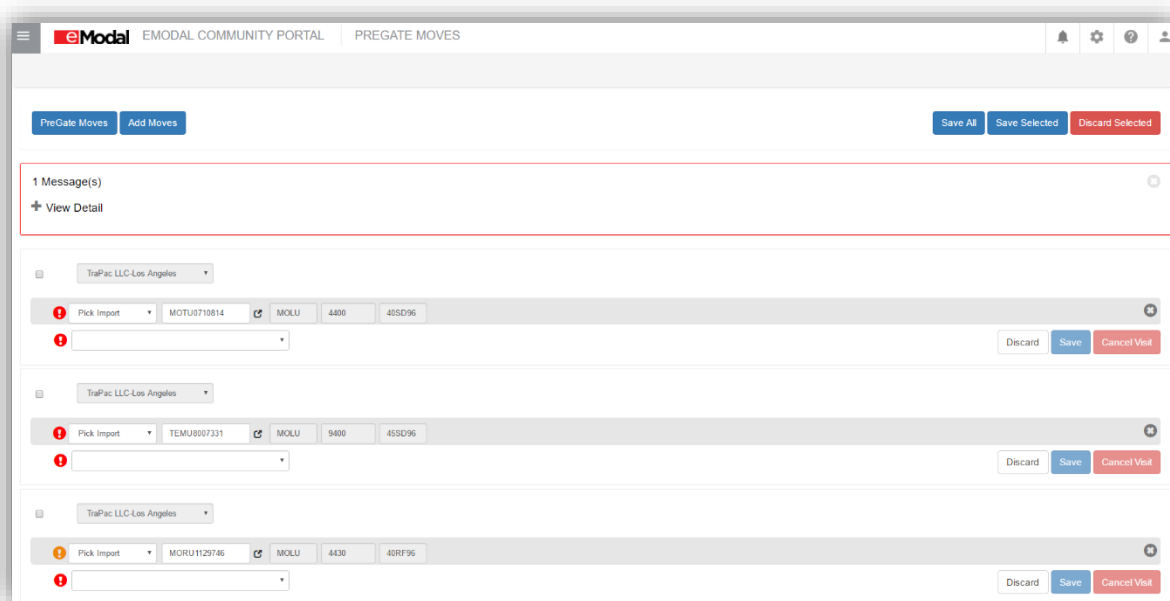 eModal EMODAL COMMUNITY PORTAL PREGATE MOVES
PreGate Moves Add Moves Save All Save Selected Discard Selected
1 Message(s)
View Detail
TraPac LLC-Los Angeles
Pick Import MOTU0710814 MOLU 4400 40SD96
Discard Save Cancel Visit
TraPac LLC-Los Angeles
Pick Import TEMU8007331 MOLU 9400 45SD96
Discard Save Cancel Visit
TraPac LLC-Los Angeles
Pick Import MORU1129746 MOLU 4430 40RF96
Discard Save Cancel Visit